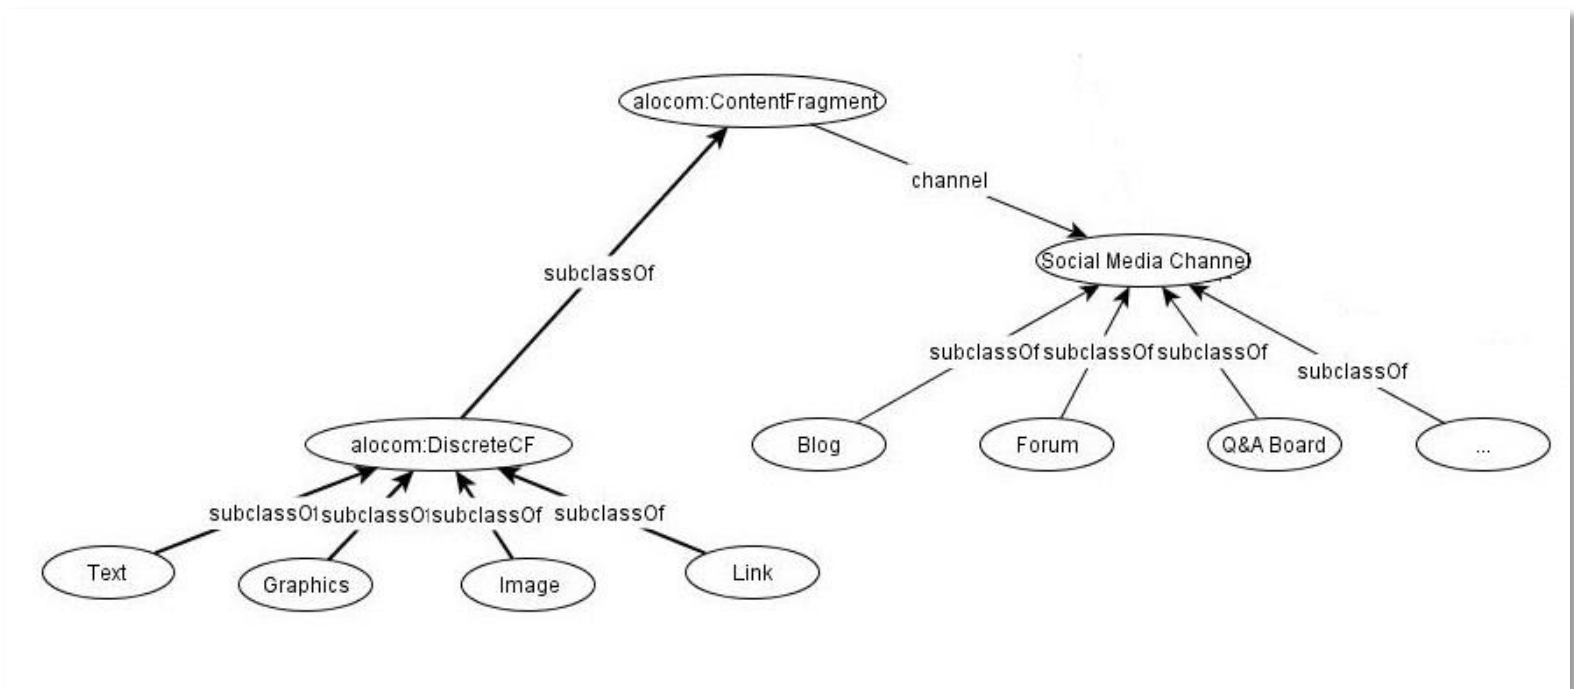 alocom:ContentFragment
channel
Social Media Channel
subclassOf
subclassOf subclassOf subclassOf
subclassOf
alocom:DiscreteCF
Blog
Forum
Q&A Board
...
subclassOf subclassOf subclassOf subclassOf
Text
Graphics
Image
Link